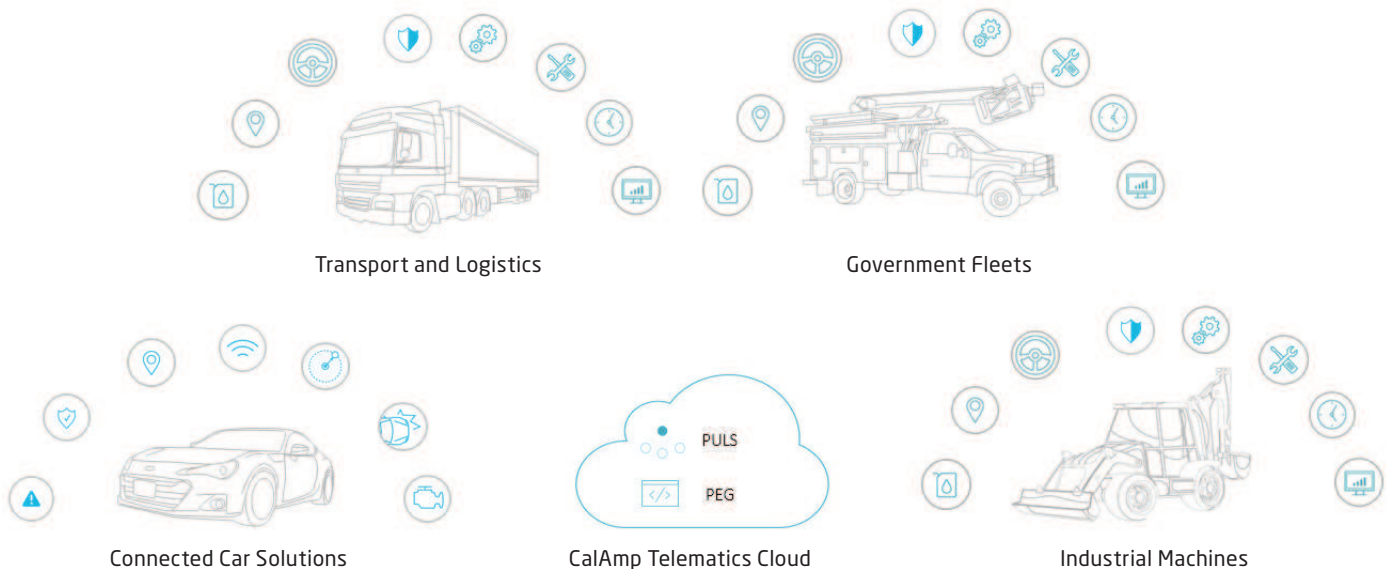 Transport and Logistics
Government Fleets
PULS
</>
PEG
Connected Car Solutions
CalAmp Telematics Cloud
Industrial Machines